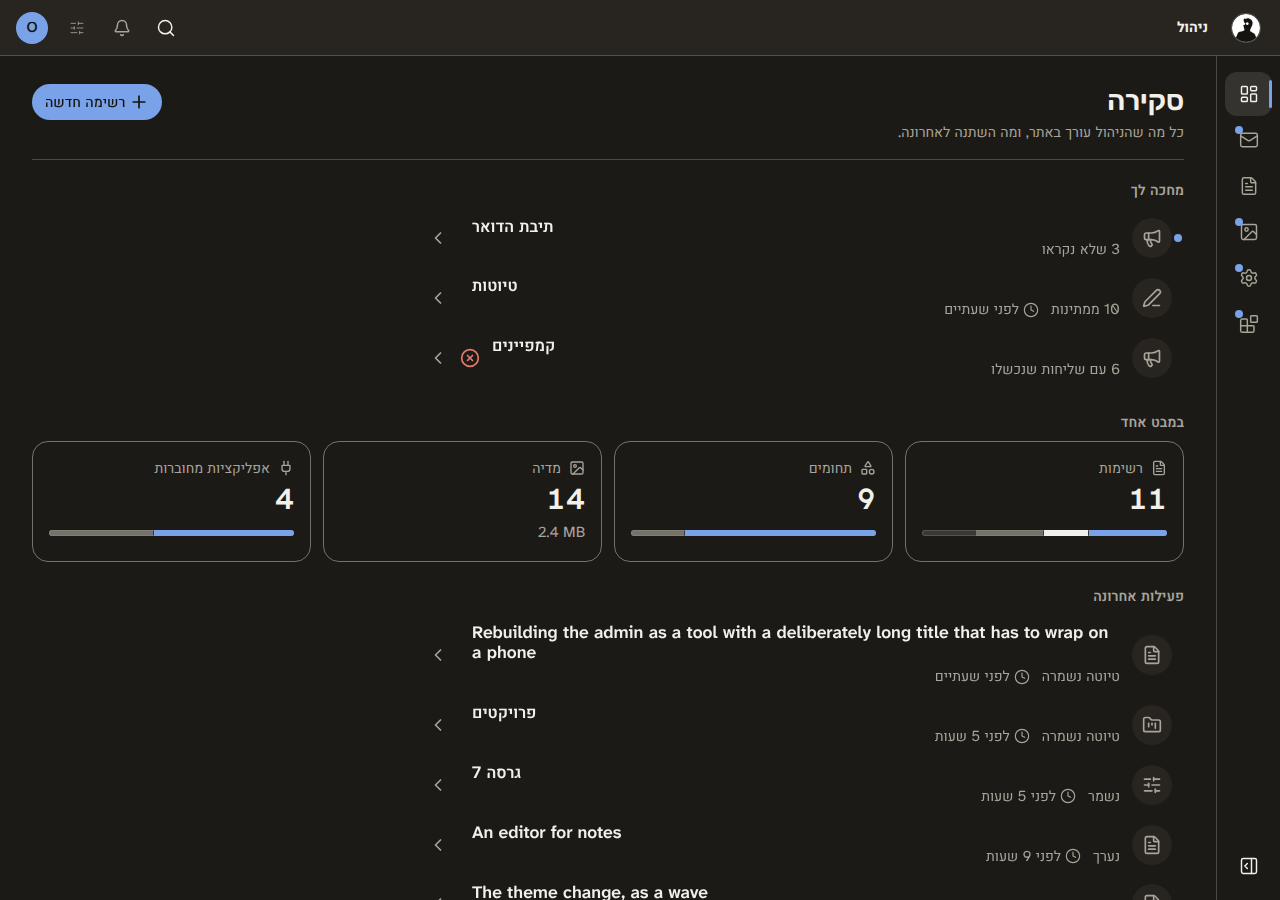 ניהול
O
סקירה
רשימה חדשה
כל מה שהניהול עורך באתר, ומה השתנה לאחרונה.
מחכה לך
תיבת הדואר
3 שלא נקראו
טיוטות
10 ממתינות לפני שעתיים
קמפיינים
6 עם שליחות שנכשלו
במבט אחד
רשימות
11
תחומים
9
מדיה
14
2.4 MB
אפליקציות מחוברות
4
פעילות אחרונה
Rebuilding the admin as a tool with a deliberately long title that has to wrap on
a phone
טיוטה נשמרה לפני שעתיים
פרויקטים
טיוטה נשמרה לפני 5 שעות
גרסה 7
נשמר לפני 5 שעות
An editor for notes
נערך לפני 9 שעות
The theme change, as a wave